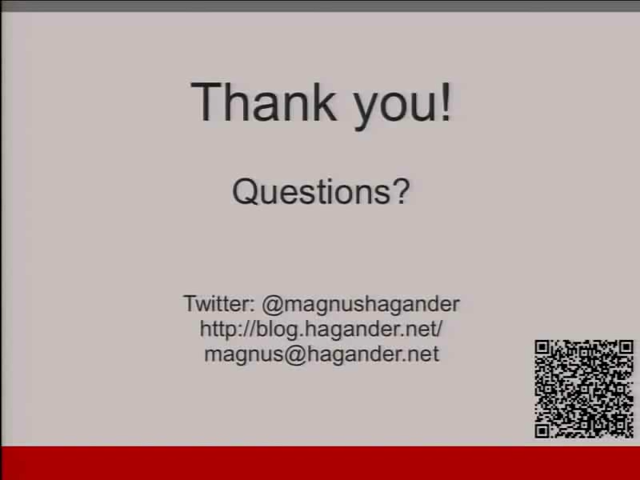 Thank you!
Questions?
Twitter: @magnushagander
http://blog.hagander.net/
magnus@hagander.net